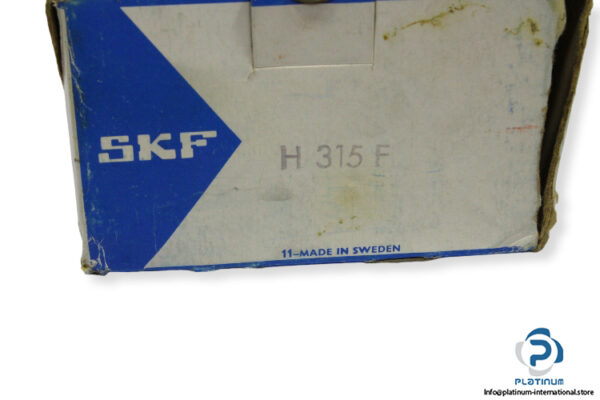 SKF
H 315 F
11-MADE IN SWEDEN
PLATINUM
Info@platinum-international.store